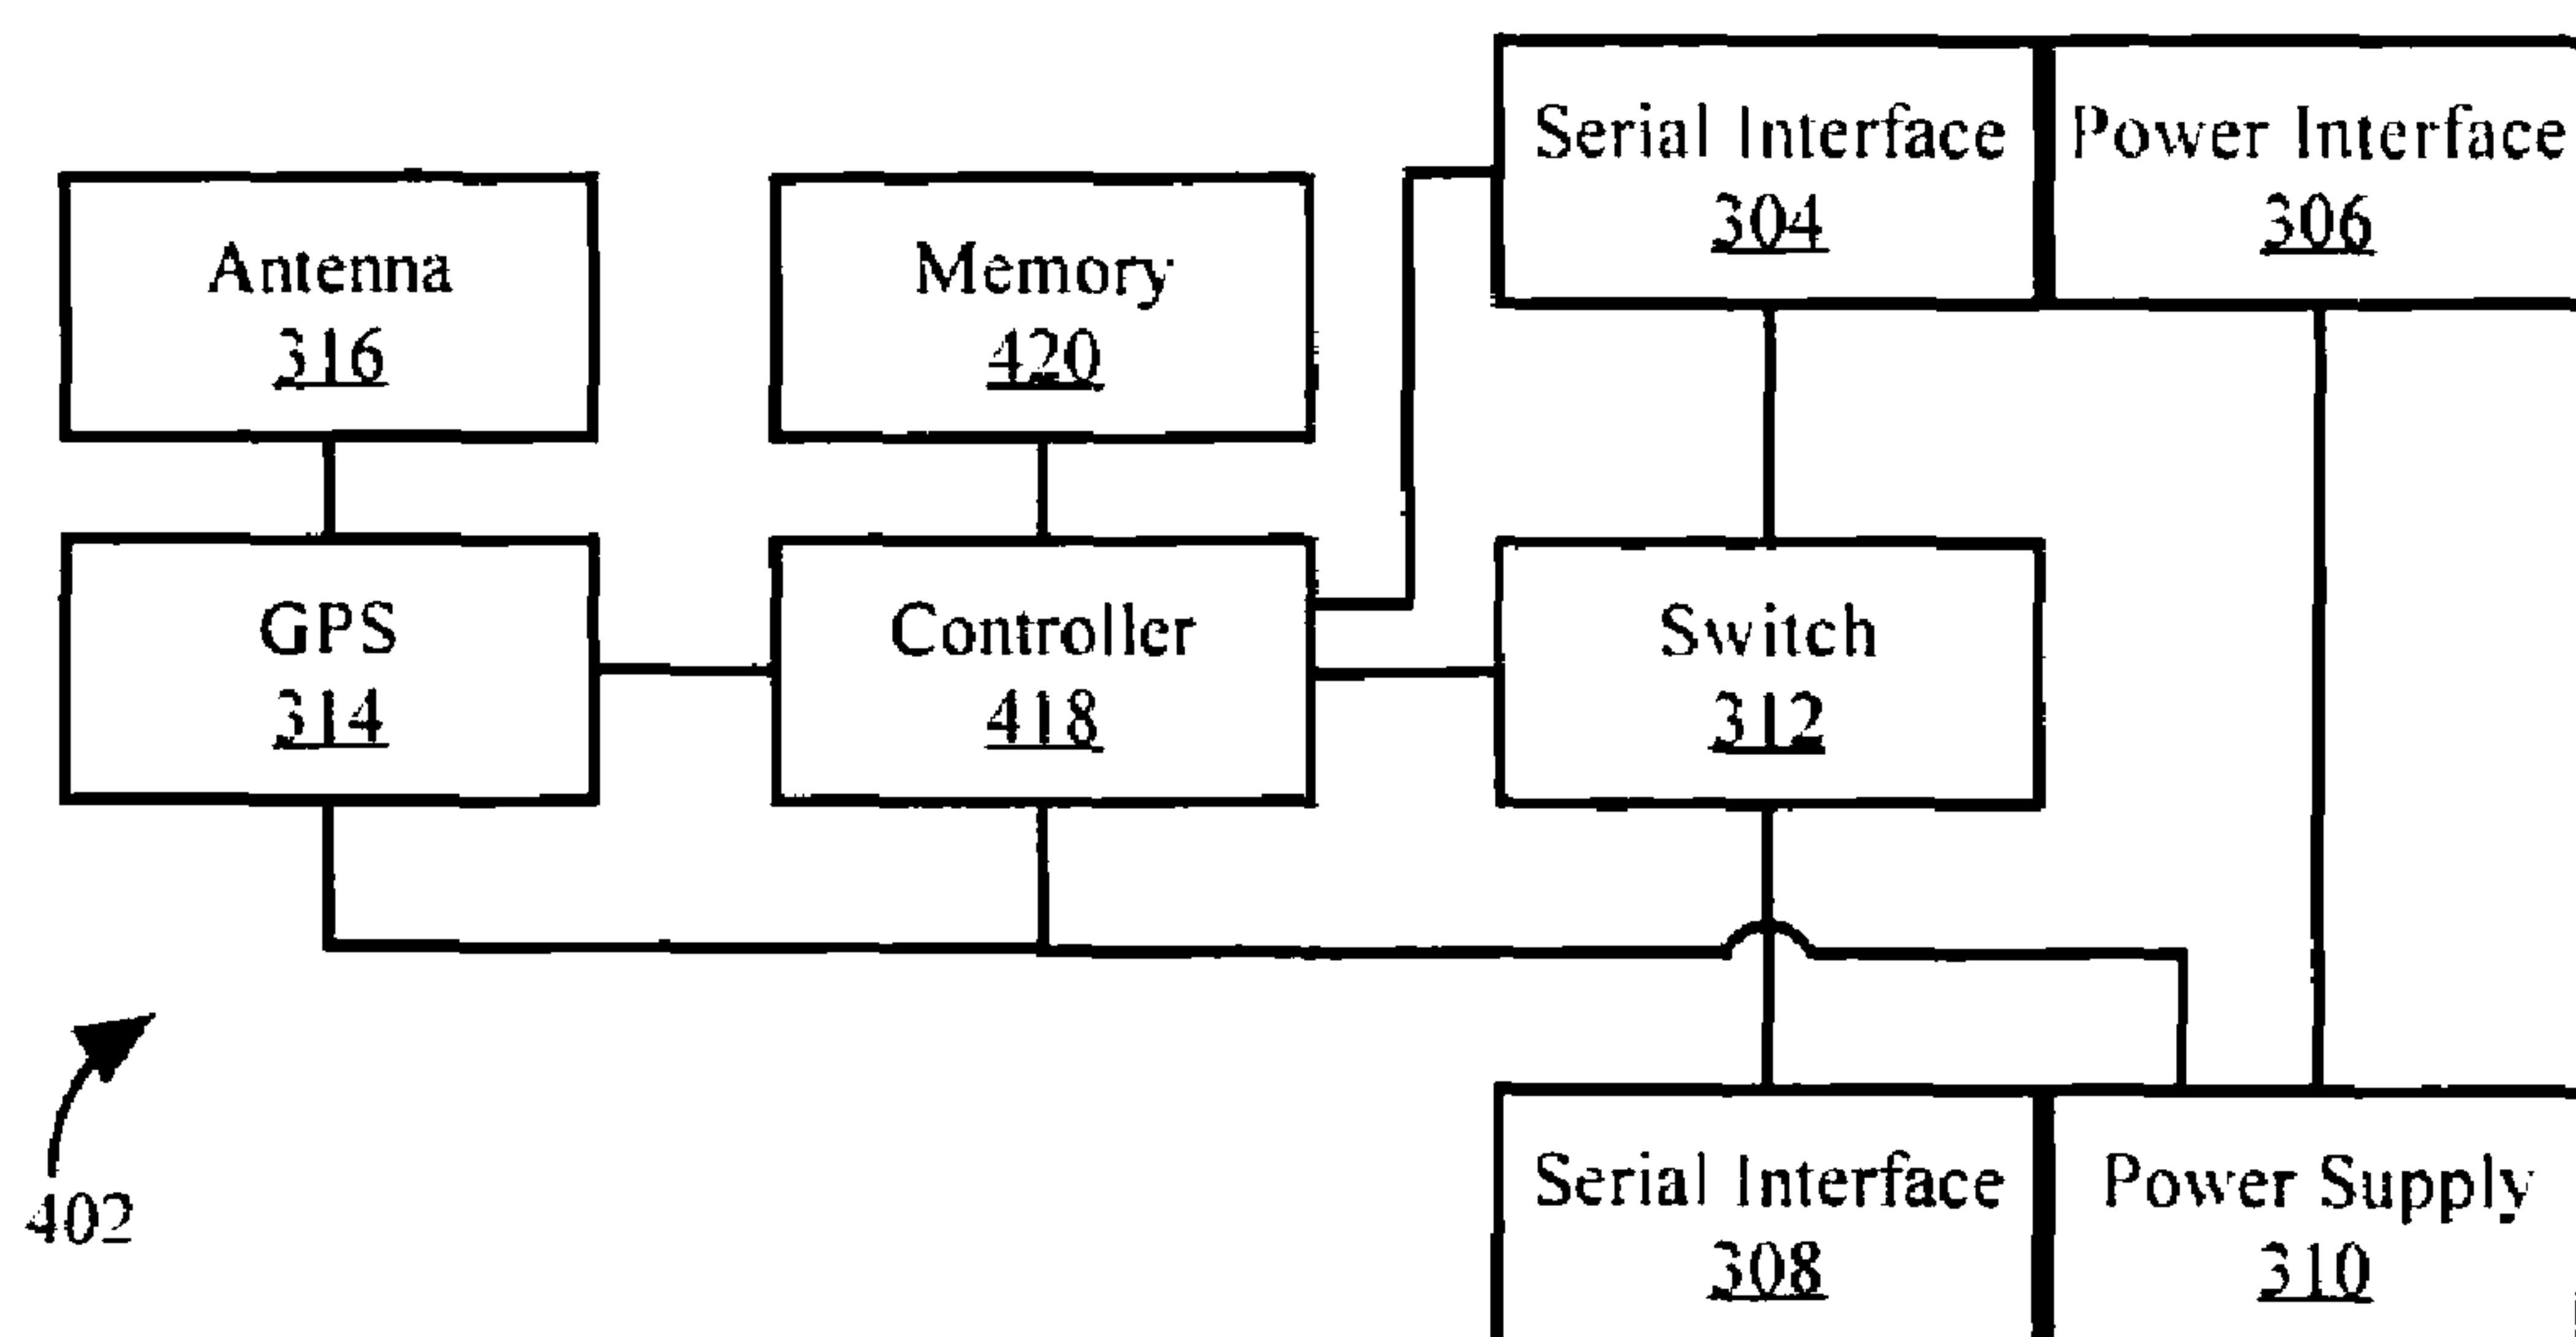 Serial Interface
304
Power Interface
306
Antenna
316
Memory
420
GPS
314
Controller
418
Switch
312
402
Serial Interface
308
Power Supply
310